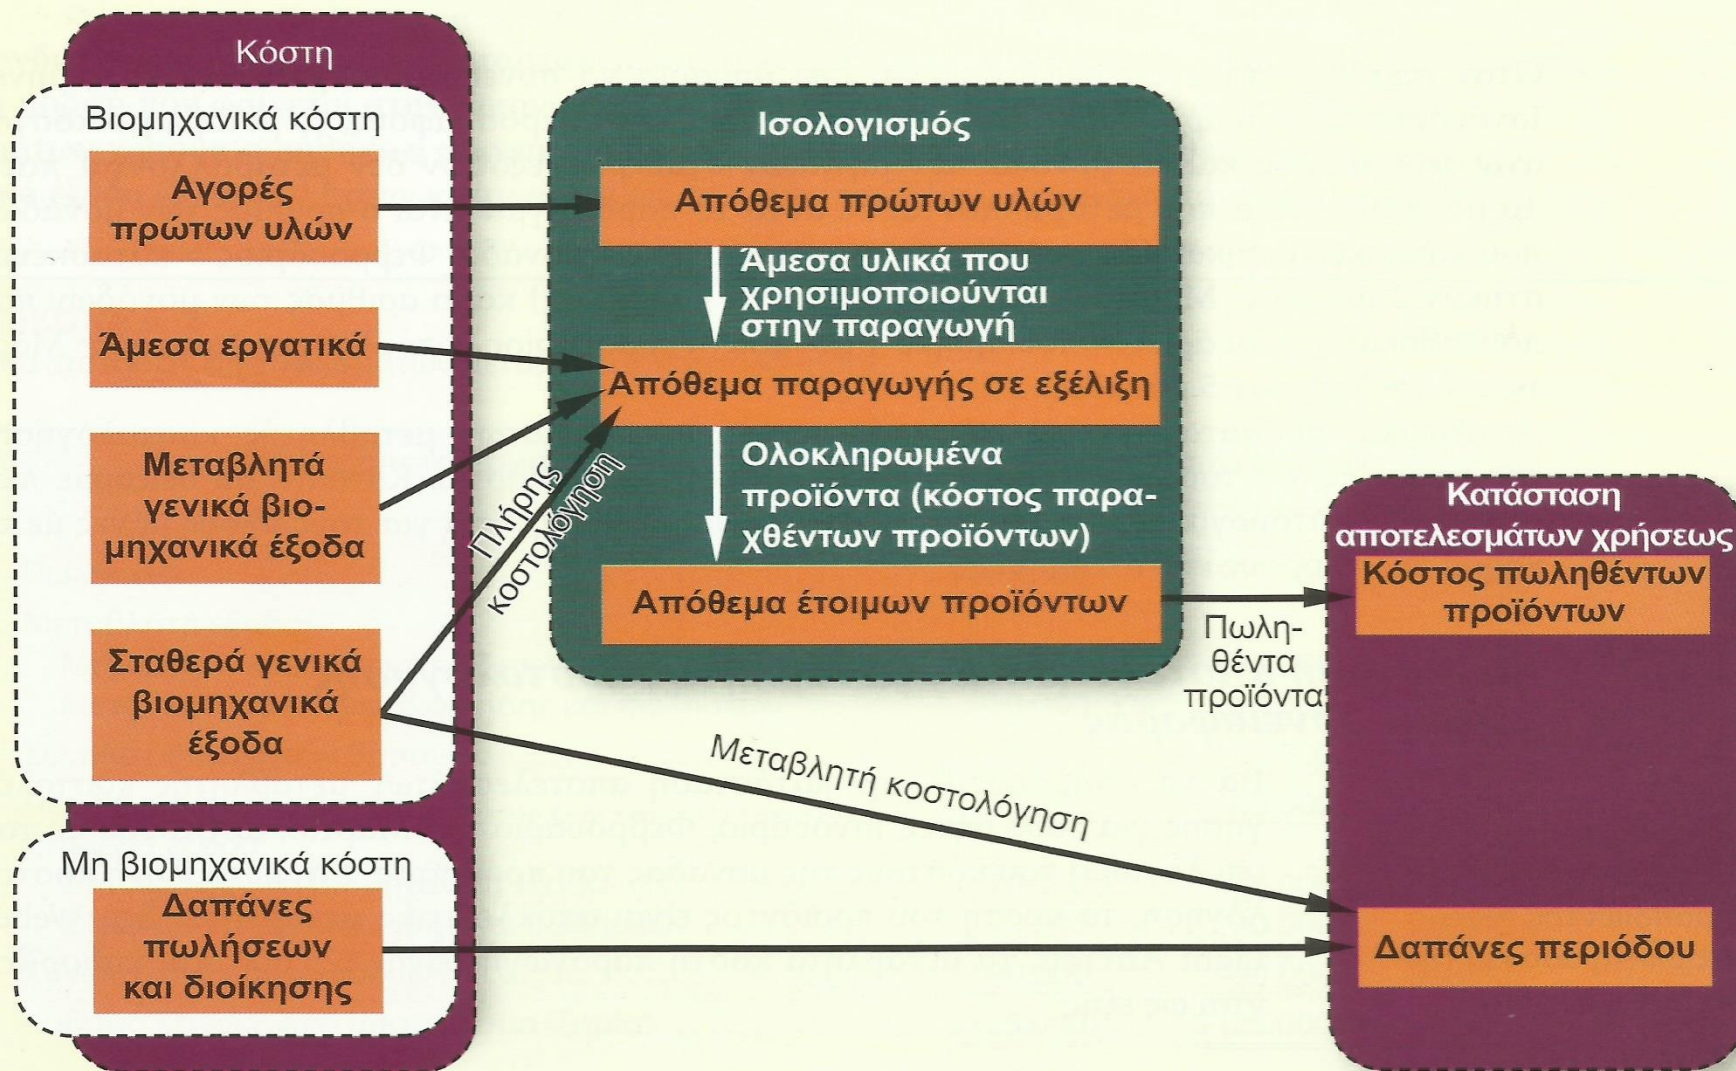 Κόστη
Βιομηχανικά κόστη
Αγορές
πρώτων υλών
Άμεσα εργατικά
Μεταβλητά
γενικά βιο-
μηχανικά έξοδα
Σταθερά γενικά
βιομηχανικά
έξοδα
Μη βιομηχανικά κόστη
Δαπάνες
πωλήσεων
και διοίκησης
Πλήρης
κοστολόγηση
Μεταβλητή κοστολόγηση
Ισολογισμός
Απόθεμα πρώτων υλών
Άμεσα υλικά που
χρησιμοποιούνται
στην παραγωγή
Απόθεμα παραγωγής σε εξέλιξη
Ολοκληρωμένα
προϊόντα (κόστος παρα-
χθέντων προϊόντων)
Απόθεμα έτοιμων προϊόντων
Πωλη-
θέντα
προϊόντα
Κατάσταση
αποτελεσμάτων χρήσεως
Κόστος πωληθέντων
προϊόντων
Δαπάνες περιόδου